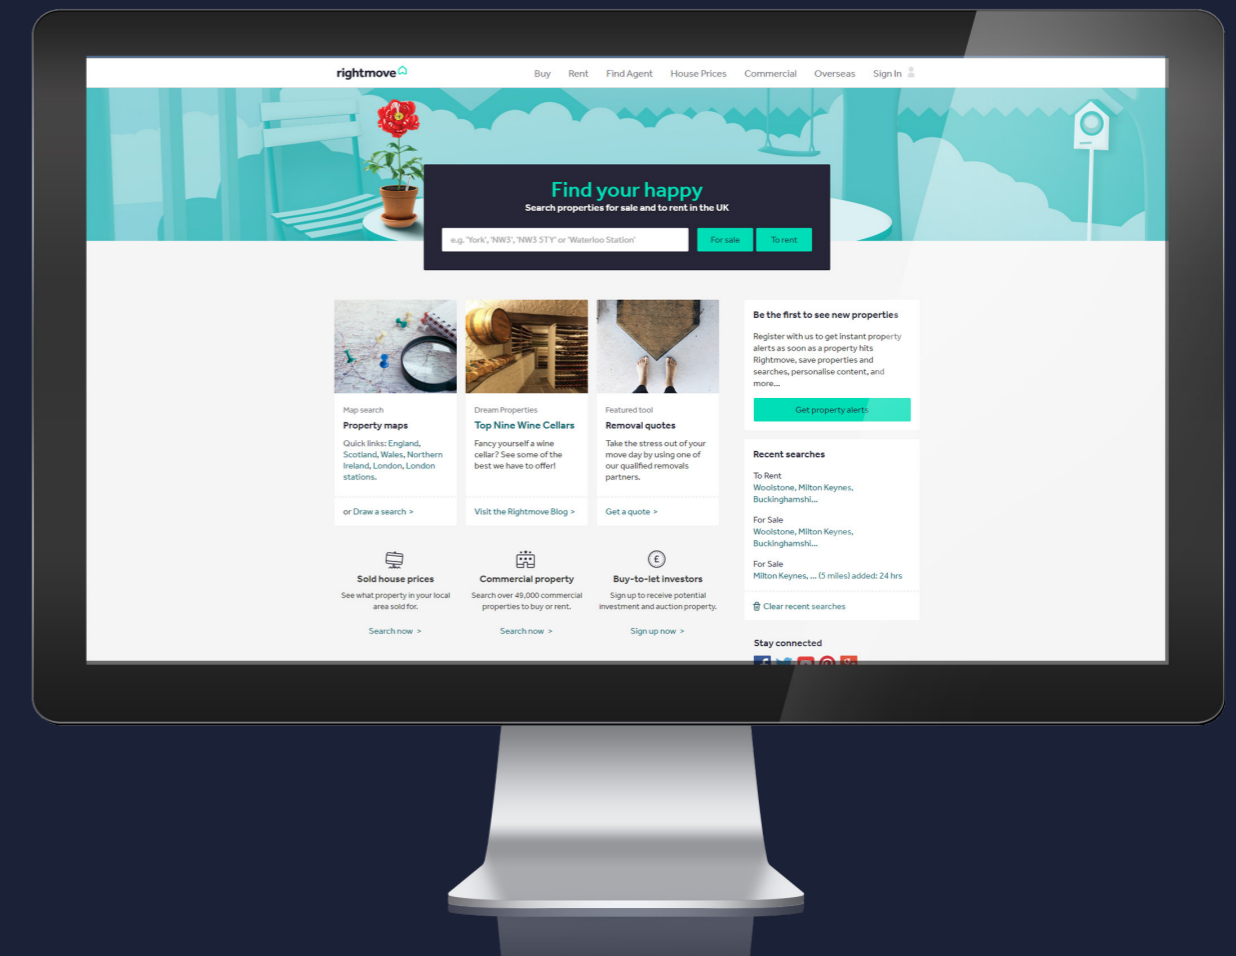 rightmove
Buy Rent Find Agent House Prices Commercial Overseas Sign In
Find your happy
Search properties for sale and to rent in the UK
e.g. 'York', 'NW3', 'NW3 5TY' or 'Waterloo Station'
For sale
To rent
Map search
Property maps
Quick links: England,
Scotland, Wales, Northern
Ireland, London, London
stations.
or Draw a search >
Dream Properties
Top Nine Wine Cellars
Fancy yourself a wine
cellar? See some of the
best we have to offer!
Visit the Rightmove Blog >
Featured tool
Removal quotes
Take the stress out of your
move day by using one of
our qualified removals
partners.
Get a quote >
Be the first to see new properties
Register with us to get instant property
alerts as soon as a property hits
Rightmove, save properties and
searches, personalise content, and
more...
Get property alerts
Recent searches
To Rent
Woolstone, Milton Keynes,
Buckinghamshi...
For Sale
Woolstone, Milton Keynes,
Buckinghamshi...
For Sale
Milton Keynes, ... (5 miles) added: 24 hrs
Clear recent searches
Stay connected
£
Sold house prices
See what property in your local
area sold for.
Search now >
Commercial property
Search over 49,000 commercial
properties to buy or rent.
Search now >
Buy-to-let investors
Sign up to receive potential
investment and auction property.
Sign up now >